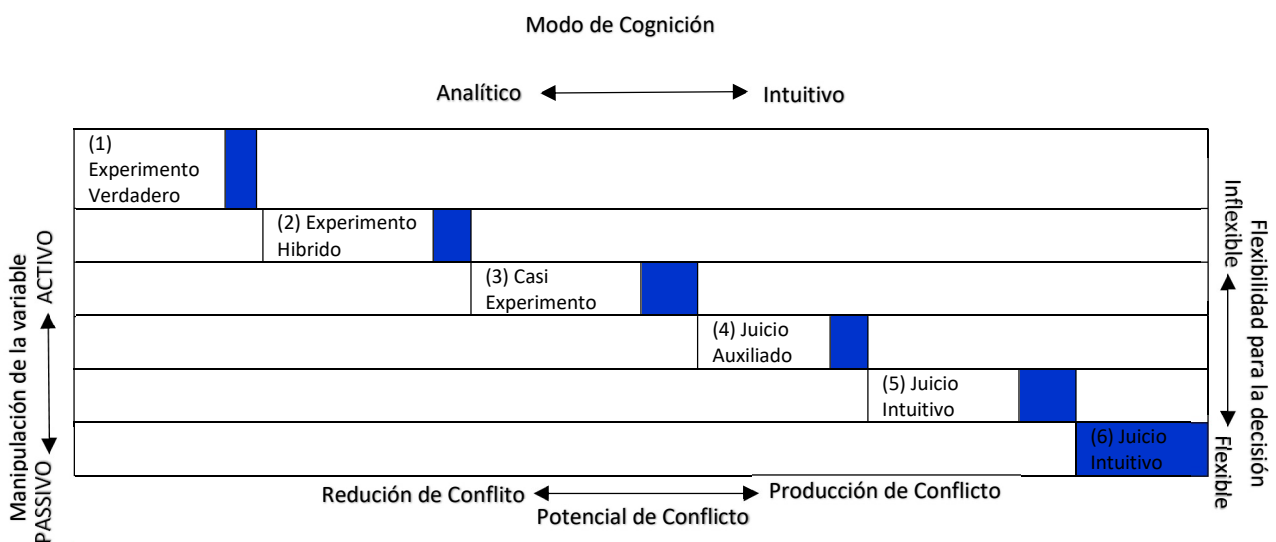 Modo de Cognición
Analítico
Intuitivo
(1)
Experimento
Verdadero
(2) Experimento
Hibrido
(3) Casi
Experimento
(4) Juicio
Auxiliado
(5) Juicio
Intuitivo
(6) Juicio
Intuitivo
Manipulación de la variable
PASSIVO
ACTIVO
Inflexible
Flexible
Flexibilidad para la decisión
Redución de Conflito
Producción de Conflicto
Potencial de Conflicto